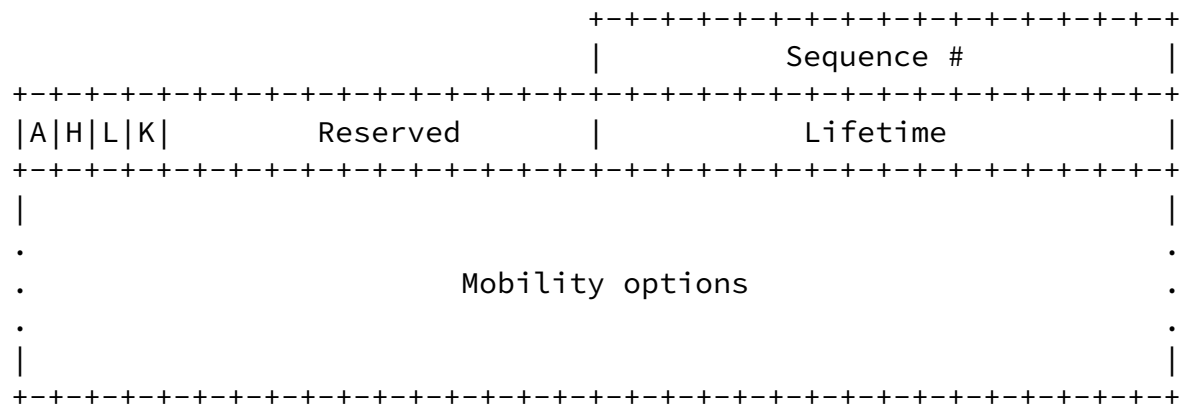 +-+-+-+-+-+-+-+-+-+-+-+-+-+-+-+-+
                                |          Sequence #           |
+-+-+-+-+-+-+-+-+-+-+-+-+-+-+-+-+-+-+-+-+-+-+-+-+-+-+-+-+-+-+-+-+
|A|H|L|K|        Reserved       |           Lifetime            |
+-+-+-+-+-+-+-+-+-+-+-+-+-+-+-+-+-+-+-+-+-+-+-+-+-+-+-+-+-+-+-+-+
|                                                               |
.                                                               .
.                        Mobility options                       .
.                                                               .
|                                                               |
+-+-+-+-+-+-+-+-+-+-+-+-+-+-+-+-+-+-+-+-+-+-+-+-+-+-+-+-+-+-+-+-+